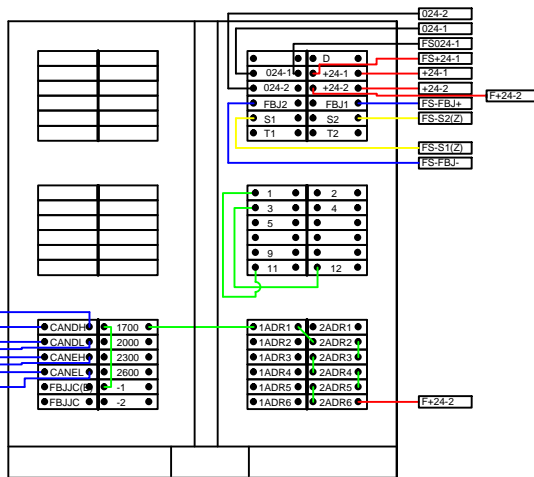 024-2
024-1
FS024-1
D
FS+24-1
024-1
+24-1
+24-1
024-2
+24-2
+24-2
F+24-2
FBJ2
FBJ1
FS-FBJ+
S1
S2
FS-S2(Z)
T1
T2
FS-S1(Z)
FS-FBJ-
1
2
3
4
5
9
11
12
CANDH
1700
1ADR1
2ADR1
CANDL
2000
1ADR2
2ADR2
CANEH
2300
1ADR3
2ADR3
CANEL
2600
1ADR4
2ADR4
FBJJC(B)
-1
1ADR5
2ADR5
FBJJC
-2
1ADR6
2ADR6
F+24-2